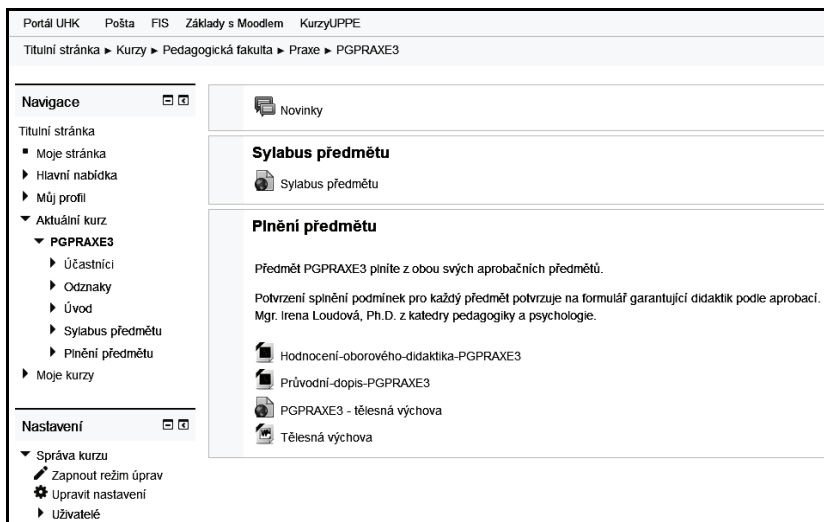 Portál UHK Pošta FIS Základy s Moodlem KurzyUPPE
Titulní stránka ► Kurzy ► Pedagogická fakulta ► Praxe ► PGPRAXE3
Navigace
Titulní stránka
Moje stránka
Hlavní nabídka
Můj profil
Aktuální kurz
PGPRAXE3
Účastníci
Odznaky
Úvod
Sylabus předmětu
Plnění předmětu
Moje kurzy
Nastavení
Správa kurzu
Zapnout režim úprav
Upravit nastavení
Uživatelé
Novinky
Sylabus předmětu
Sylabus předmětu
Plnění předmětu
Předmět PGPRAXE3 plníte z obou svých aprobačních předmětů.
Potvrzení splnění podmínek pro každý předmět potvrzuje na formulář garantující didaktik podle aprobací.
Mgr. Irena Loudová, Ph.D. z katedry pedagogiky a psychologie.
Hodnocení-oborového-didaktika-PGPRAXE3
Průvodní-dopis-PGPRAXE3
PGPRAXE3 - tělesná výchova
Tělesná výchova